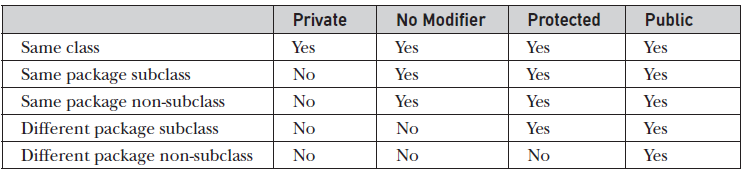 Private No Modifier Protected Public
Same class Yes Yes Yes Yes
Same package subclass No Yes Yes Yes
Same package non-subclass No Yes Yes Yes
Different package subclass No No Yes Yes
Different package non-subclass No No No Yes